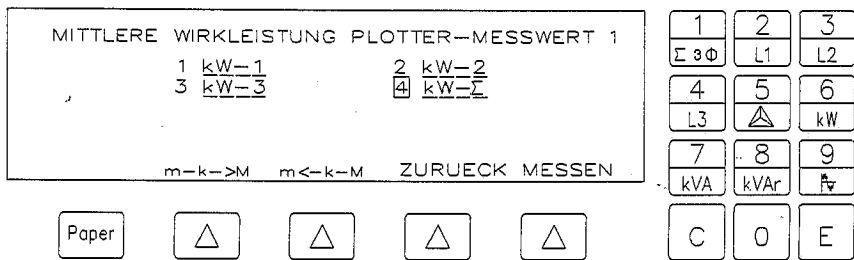 MITTLERE WIRKLEISTUNG PLOTTER-MESSWERT 1
1 kW-1 2 kW-2
3 kW-3 4 kW-Σ
m-k->M m<-k-M ZURUECK MESSEN
Paper
1 2 3
Σ3Φ L1 L2
4 5 6
L3 kW
7 8 9
kVA kVAr
C 0 E